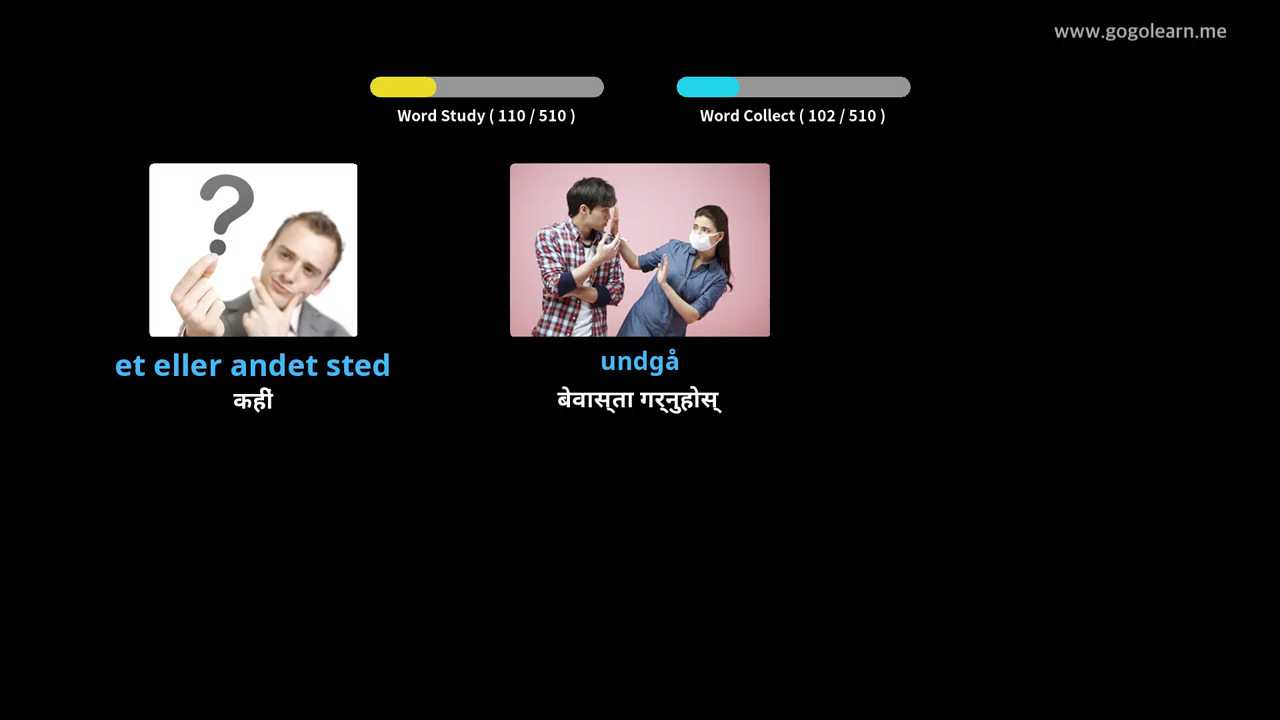 www.gogolearn.me
Word Study ( 110 / 510 )
Word Collect ( 102 / 510 )
et eller andet sted
कहीं
undgå
बेवास्ता गर्नुहोस्